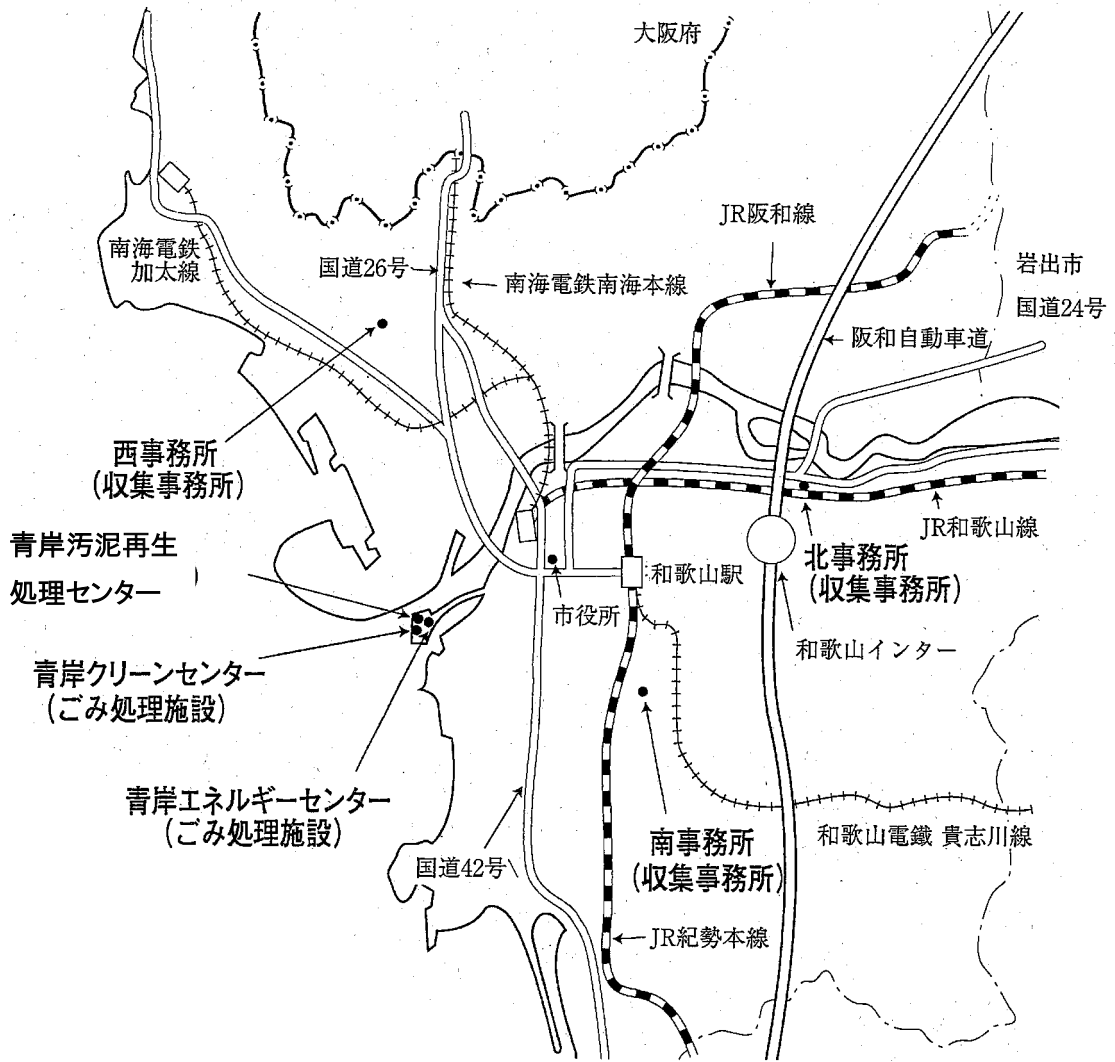 大阪府
JR阪和線
南海電鉄
加太線
国道26号
南海電鉄南海本線
岩出市
国道24号
阪和自動車道
西事務所
(収集事務所)
JR和歌山線
青岸汚泥再生
処理センター
北事務所
(収集事務所)
和歌山駅
市役所
和歌山インター
青岸クリーンセンター
(ごみ処理施設)
青岸エネルギーセンター
(ごみ処理施設)
和歌山電鐵 貴志川線
南事務所
(収集事務所)
国道42号
JR紀勢本線